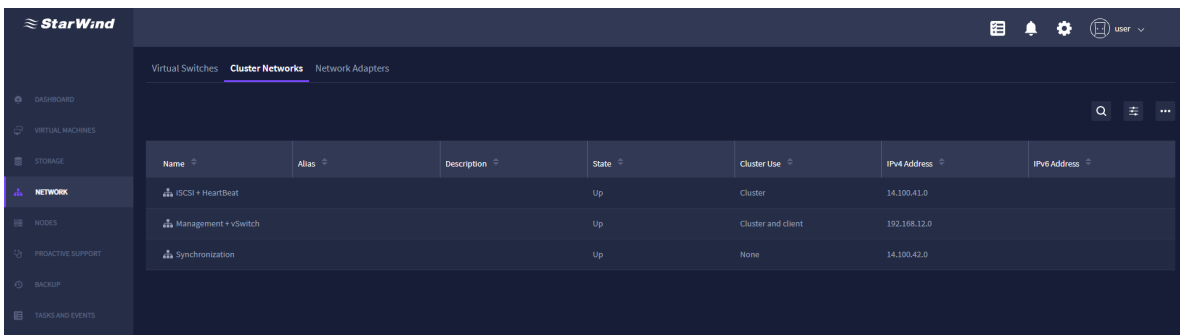 StarWind
user
Virtual Switches Cluster Networks Network Adapters
DASHBOARD
VIRTUAL MACHINES
STORAGE
NETWORK
NODES
PROACTIVE SUPPORT
BACKUP
TASKS AND EVENTS
Name Alias Description State Cluster Use IPv4 Address IPv6 Address
iSCSI + HeartBeat Up Cluster 14.100.41.0
Management + vSwitch Up Cluster and client 192.168.12.0
Synchronization Up None 14.100.42.0